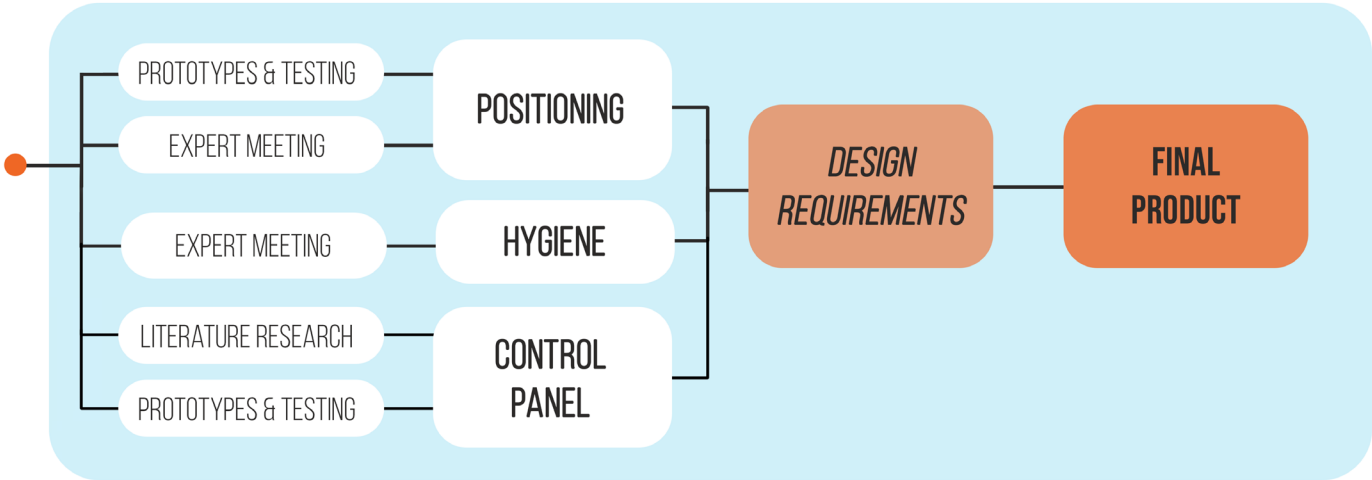 PROTOTYPES & TESTING
EXPERT MEETING
POSITIONING
EXPERT MEETING
HYGIENE
LITERATURE RESEARCH
PROTOTYPES & TESTING
CONTROL
PANEL
DESIGN
REQUIREMENTS
FINAL
PRODUCT